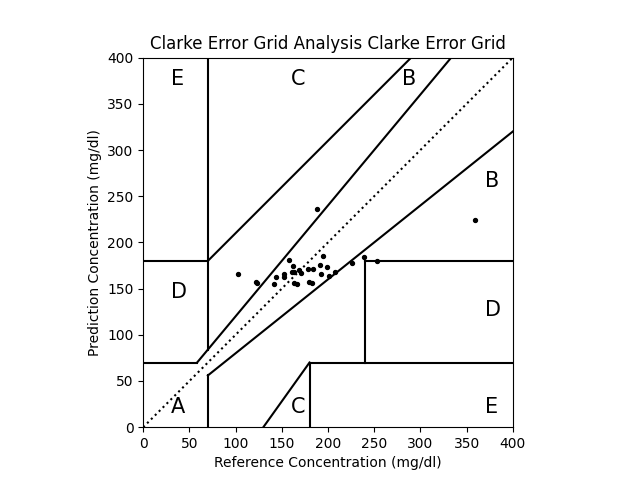 Clarke Error Grid Analysis Clarke Error Grid
Prediction Concentration (mg/dl)
400
350
300
250
200
150
100
50
0
E
C
B
B
D
D
A
C
E
0 50 100 150 200 250 300 350 400
Reference Concentration (mg/dl)